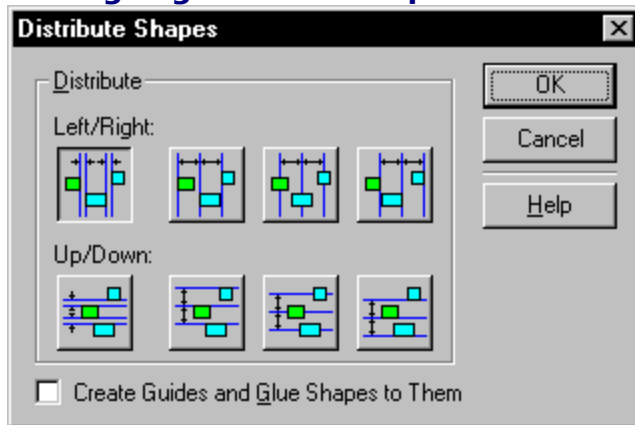 Distribute Shapes
Distribute
OK
Left/Right:
Cancel
Help
Up/Down:
Create Guides and Glue Shapes to Them